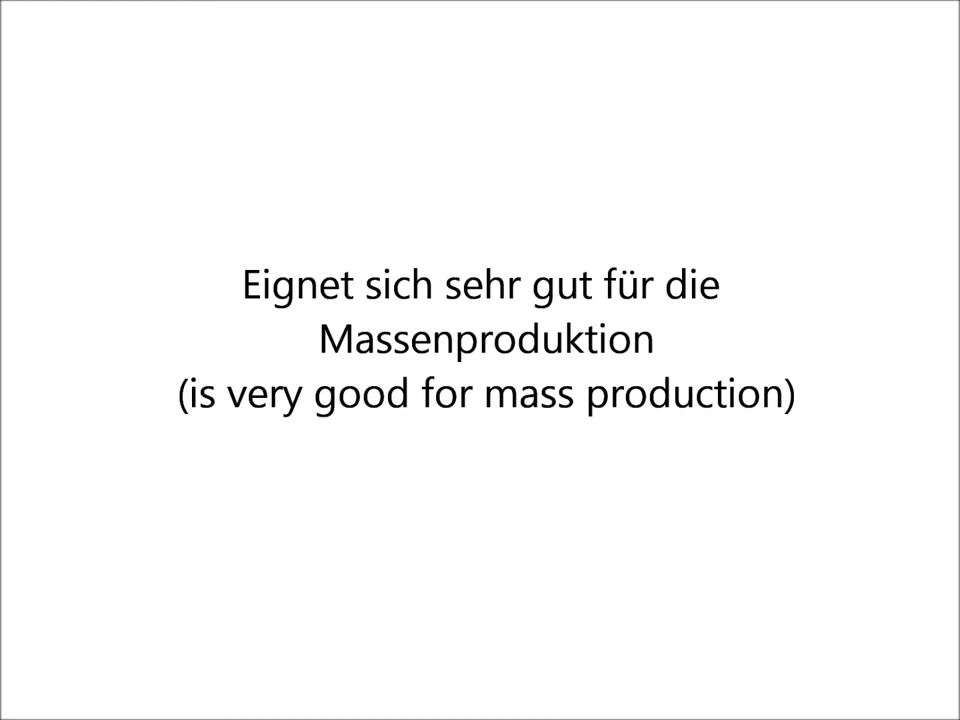 Eignet sich sehr gut für die
Massenproduktion
(is very good for mass production)